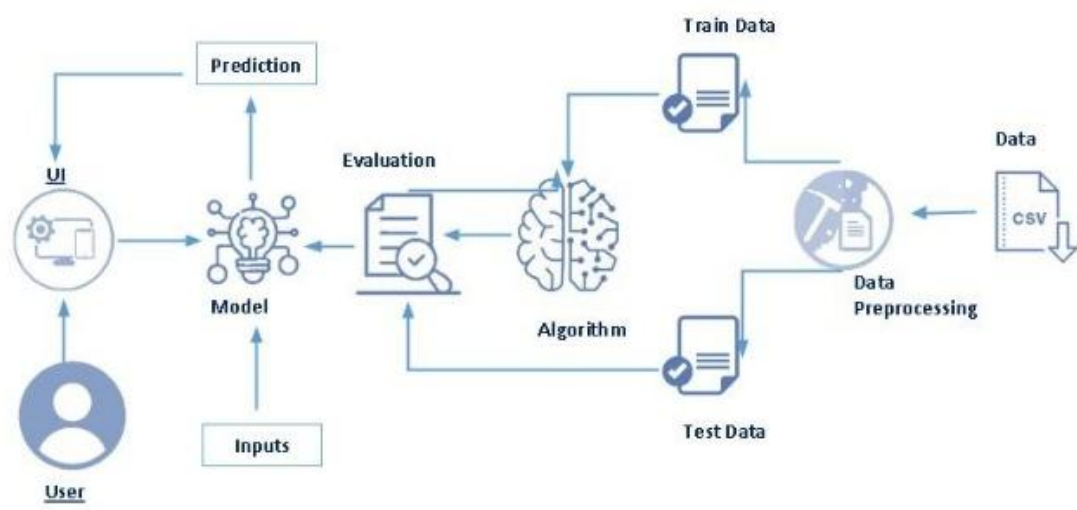 Train Data
Prediction
Data
Evaluation
UI
CSV
Model
Data
Preprocessing
Algorithm
Inputs
Test Data
User